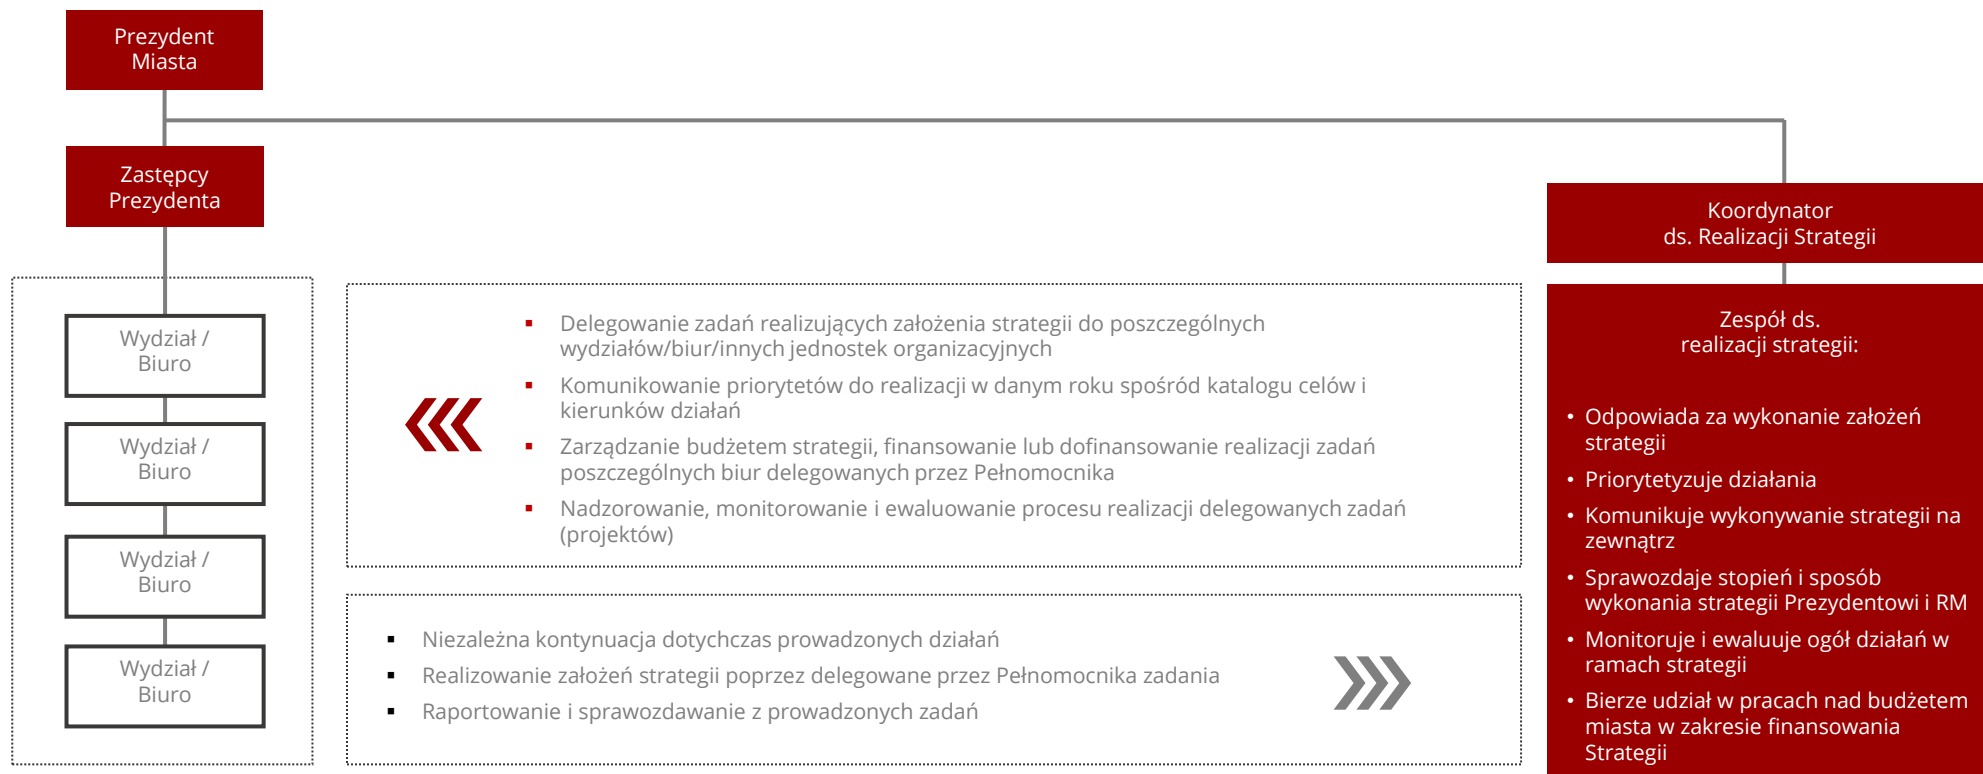 Prezydent
Miasta
Zastępcy
Prezydenta
Koordynator
ds. Realizacji Strategii
Wydział /
Biuro
Wydział /
Biuro
Wydział /
Biuro
Wydział /
Biuro
▪ Delegowanie zadań realizujących założenia strategii do poszczególnych
wydziałów/biur/innych jednostek organizacyjnych
▪ Komunikowanie priorytetów do realizacji w danym roku spośród katalogu celów i
kierunków działań
▪ Zarządzanie budżetem strategii, finansowanie lub dofinansowanie realizacji zadań
poszczególnych biur delegowanych przez Pełnomocnika
▪ Nadzorowanie, monitorowanie i ewaluowanie procesu realizacji delegowanych zadań
(projektów)
▪ Niezależna kontynuacja dotychczas prowadzonych działań
▪ Realizowanie założeń strategii poprzez delegowane przez Pełnomocnika zadania
▪ Raportowanie i sprawozdawanie z prowadzonych zadań
Zespół ds.
realizacji strategii:
• Odpowiada za wykonanie założeń
strategii
• Priorytetyzuje działania
• Komunikuje wykonywanie strategii na
zewnątrz
• Sprawozdaje stopień i sposób
wykonania strategii Prezydentowi i RM
• Monitoruje i ewaluuje ogół działań w
ramach strategii
• Bierze udział w pracach nad budżetem
miasta w zakresie finansowania
Strategii